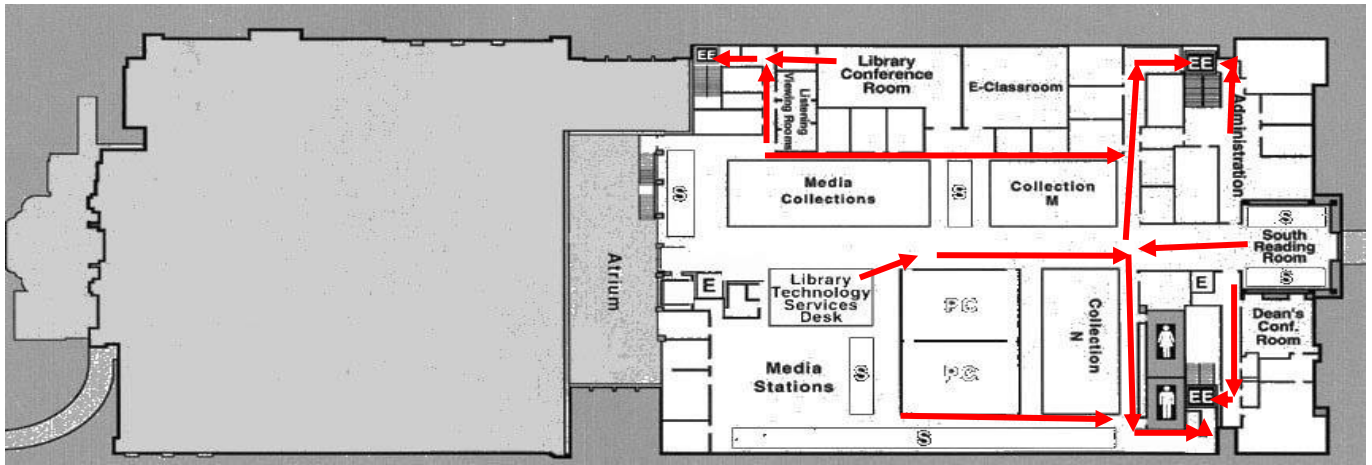 EE
Library
Conference
Room
E-Classroom
EE
Listening
Viewing Rooms
Administration
S
Media
Collections
S
Collection
M
S
South
Reading
Room
S
Atrium
E
Library
Technology
Services
Desk
PC
Collection
N
E
Dean's
Conf.
Room
Media
Stations
S
PC
EE
S